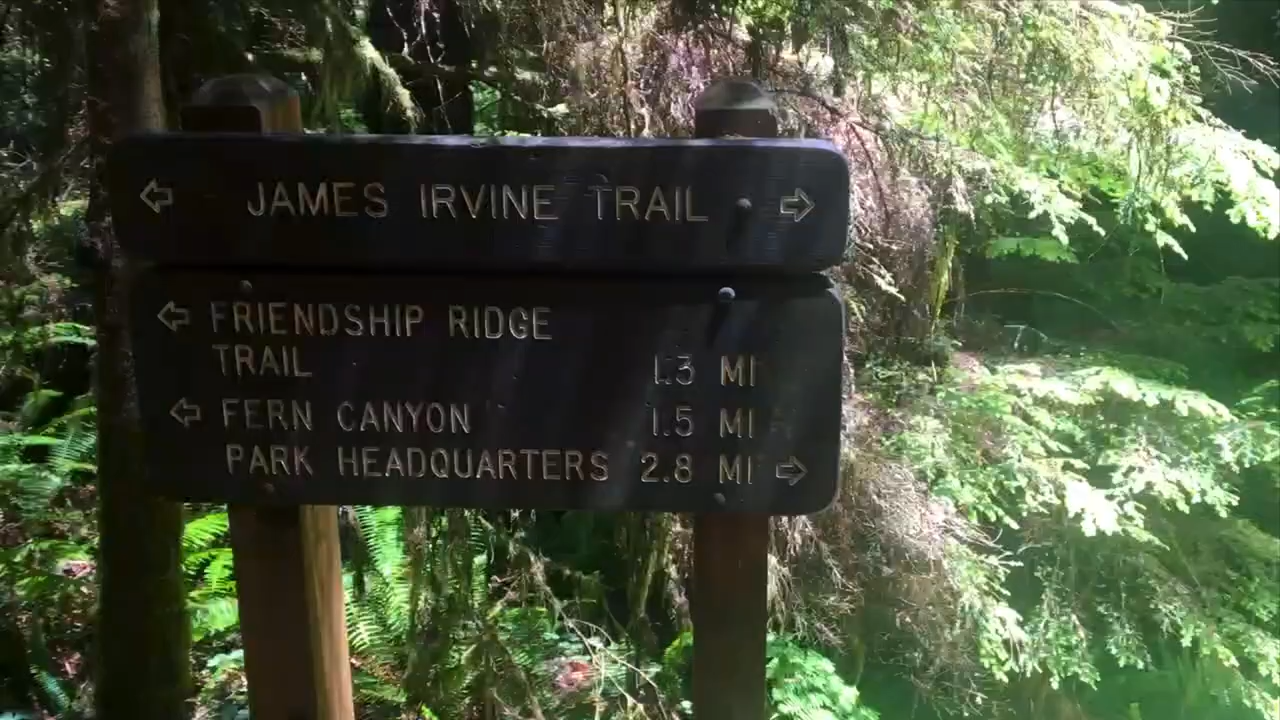 JAMES IRVINE TRAIL
FRIENDSHIP RIDGE
TRAIL 1.3 MI
FERN CANYON 1.5 MI
PARK HEADQUARTERS 2.8 MI